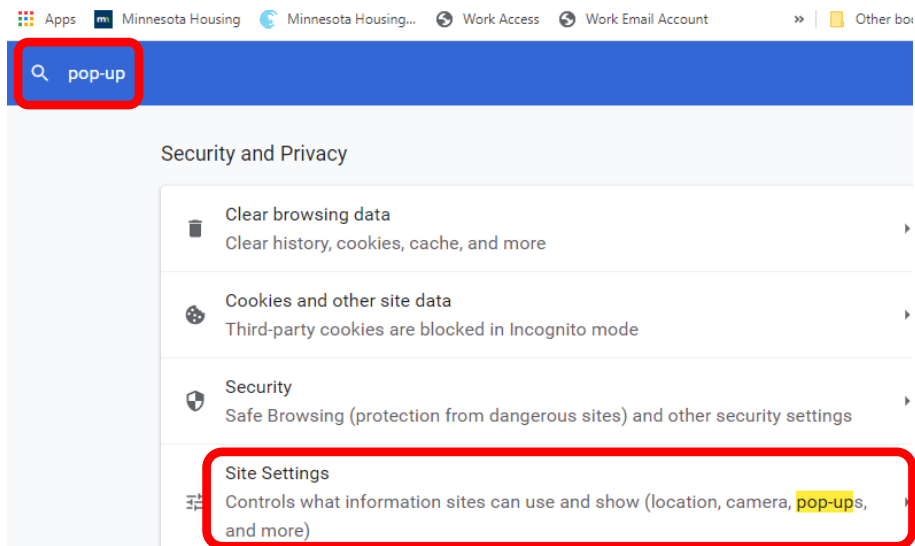 Apps Minnesota Housing Minnesota Housing... Work Access Work Email Account » Other boo
pop-up
Security and Privacy
Clear browsing data
Clear history, cookies, cache, and more
Cookies and other site data
Third-party cookies are blocked in Incognito mode
Security
Safe Browsing (protection from dangerous sites) and other security settings
Site Settings
Controls what information sites can use and show (location, camera, pop-ups,
and more)